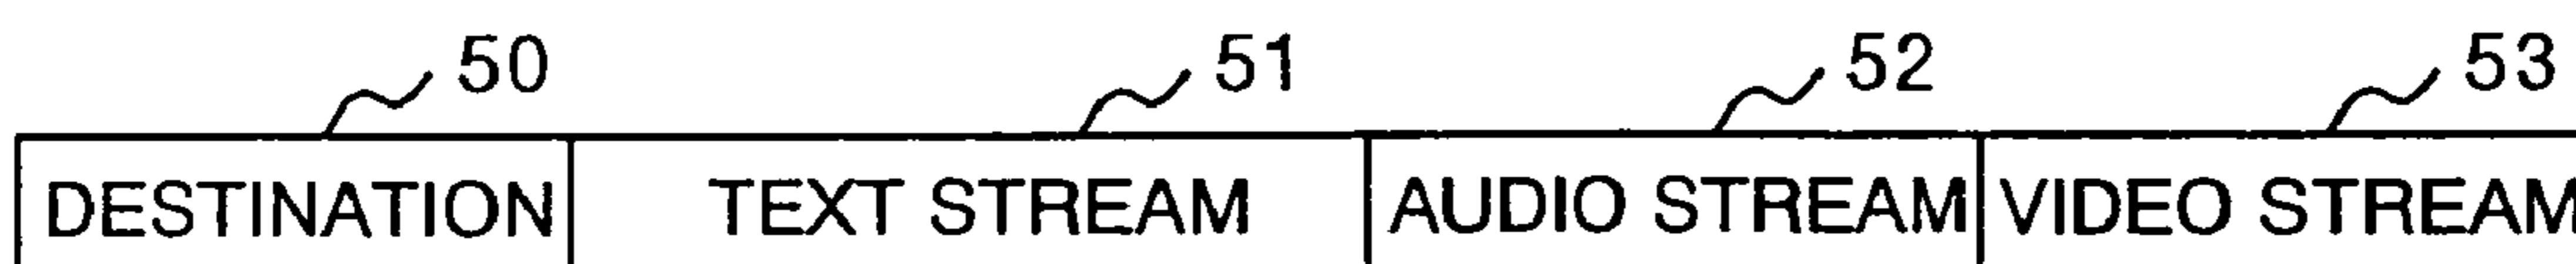 50 51 52 53
DESTINATION TEXT STREAM AUDIO STREAM VIDEO STREAM